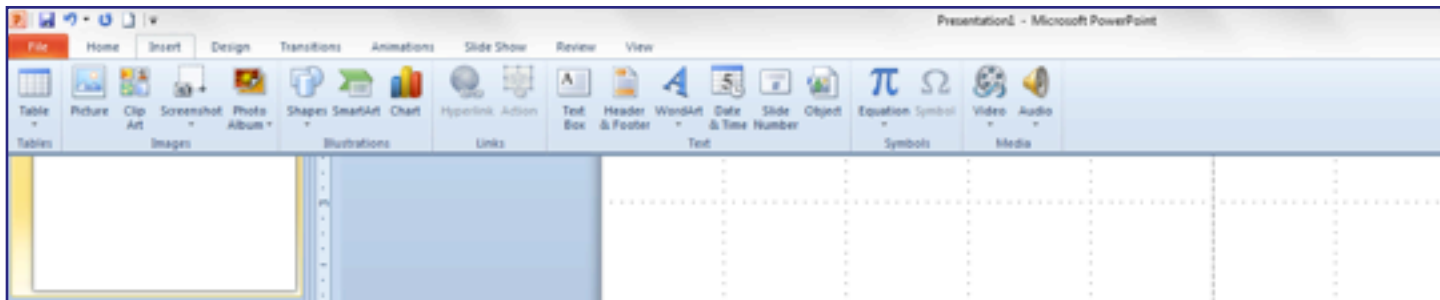 Presentation1 - Microsoft PowerPoint
File Home Insert Design Transitions Animations Slide Show Review View
Table Picture Clip Art Screenshot Photo Album Shapes SmartArt Chart Hyperlink Action Text Box Header & Footer WordArt Date & Time Slide Number Object Equation Symbol Video Audio
Tables Images Illustrations Links Text Symbols Media